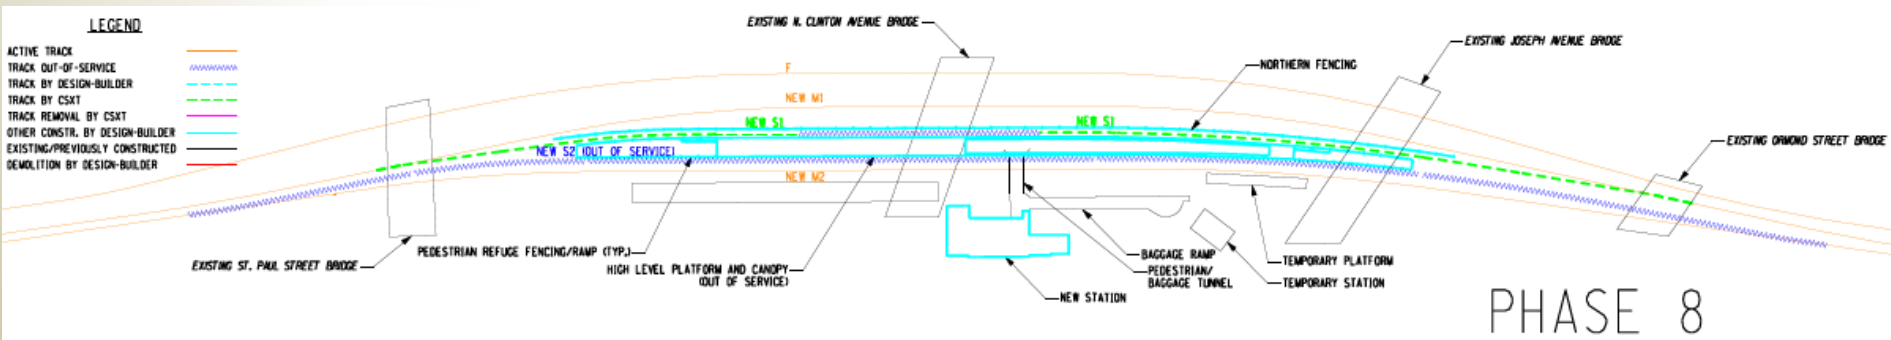 LEGEND
ACTIVE TRACK
TRACK OUT-OF-SERVICE
TRACK BY DESIGN-BUILDER
TRACK BY CSXT
TRACK REMOVAL BY CSXT
OTHER CONSTR. BY DESIGN-BUILDER
EXISTING/PREVIOUSLY CONSTRUCTED
DEMOLITION BY DESIGN-BUILDER
EXISTING N. CLINTON AVENUE BRIDGE
EXISTING JOSEPH AVENUE BRIDGE
F
NORTHERN FENCING
NEW M1
NEW S1
NEW S1
EXISTING ORMOND STREET BRIDGE
NEW S2 (OUT OF SERVICE)
NEW M2
PEDESTRIAN REFUGE FENCING/RAMP (TYP.)
EXISTING ST. PAUL STREET BRIDGE
HIGH LEVEL PLATFORM AND CANOPY
(OUT OF SERVICE)
BAGGAGE RAMP
PEDESTRIAN/
BAGGAGE TUNNEL
TEMPORARY PLATFORM
TEMPORARY STATION
NEW STATION
PHASE 8